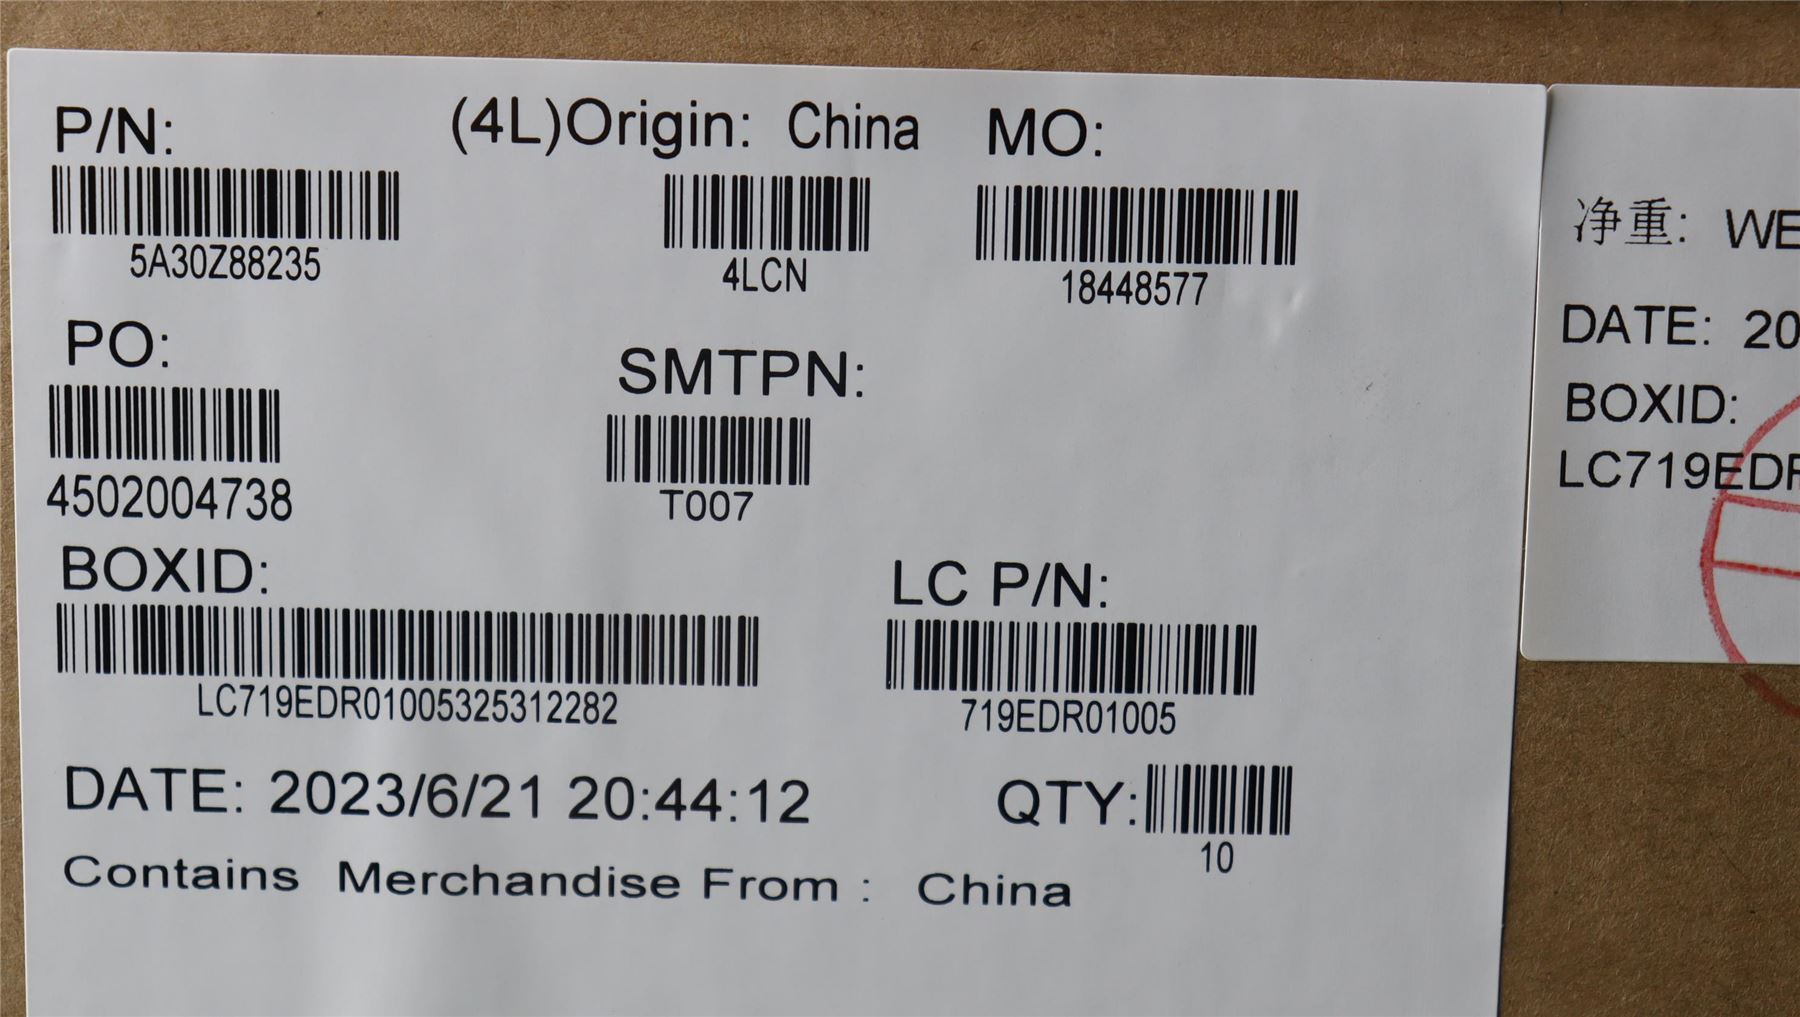 P/N: (4L)Origin: China MO:
5A30Z88235 4LCN 18448577
PO: SMTPN:
4502004738 T007
BOXID: LC P/N:
LC719EDR01005325312282 719EDR01005
DATE: 2023/6/21 20:44:12 QTY:
10
Contains Merchandise From : China
净重: WE
DATE: 20
BOXID:
LC719EDR